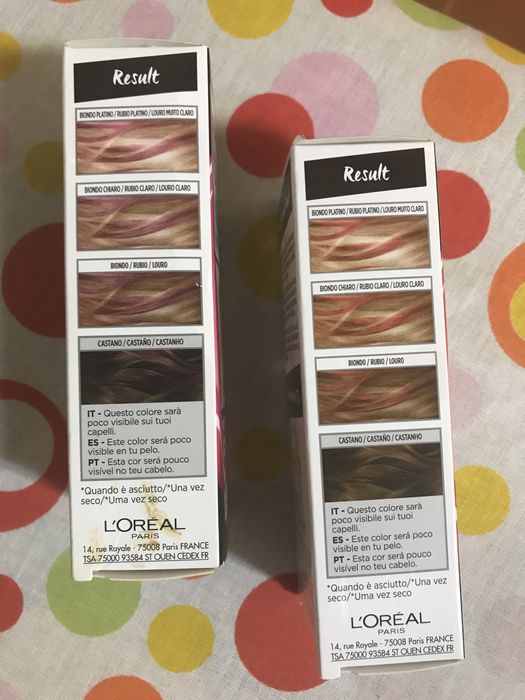 Result
BIONDO PLATINO / RUBIO PLATINO / LOURO MUITO CLARO
BIONDO CHIARO / RUBIO CLARO / LOURO CLARO
BIONDO / RUBIO / LOURO
CASTANO / CASTAÑO / CASTANHO
IT - Questo colore sarà
poco visibile sui tuoi
capelli.
ES - Este color será poco
visible en tu pelo.
PT - Esta cor será pouco
visível no teu cabelo.
*Quando è asciutto/*Una vez
seco/*Uma vez seco
L'ORÉAL
PARIS
14, rue Royale - 75008 Paris FRANCE
TSA 75000 93584 ST OUEN CEDEX FR
Result
BIONDO PLATINO / RUBIO PLATINO / LOURO MUITO CLARO
BIONDO CHIARO / RUBIO CLARO / LOURO CLARO
BIONDO / RUBIO / LOURO
CASTANO / CASTAÑO / CASTANHO
IT - Questo colore sarà
poco visibile sui tuoi
capelli.
ES - Este color será poco
visible en tu pelo.
PT - Esta cor será pouco
visível no teu cabelo.
*Quando è asciutto/*Una vez
seco/*Uma vez seco
L'ORÉAL
PARIS
14, rue Royale - 75008 Paris FRANCE
TSA 75000 93584 ST OUEN CEDEX FR